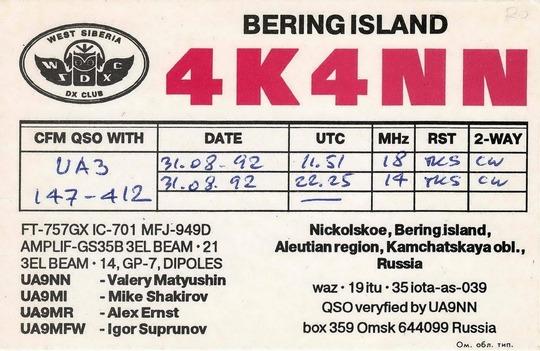 BERING ISLAND
WEST SIBERIA
W S D X C
DX CLUB
4K4NN
CFM QSO WITH DATE UTC MHz RST 2-WAY
UA3 31.08-92 11.51 18 TKS CW
147-412 31.08.92 22.25 14 TKS CW
FT-757GX IC-701 MFJ-949D
AMPLIF-GS35B 3EL BEAM · 21
3EL BEAM · 14, GP-7, DIPOLES
UA9NN - Valery Matyushin
UA9MI - Mike Shakirov
UA9MR - Alex Ernst
UA9MFW - Igor Suprunov
Nickolskoe, Bering island,
Aleutian region, Kamchatskaya obl.,
Russia
waz · 19 itu · 35 iota-as-039
QSO veryfied by UA9NN
box 359 Omsk 644099 Russia
Ом. обл. тип.